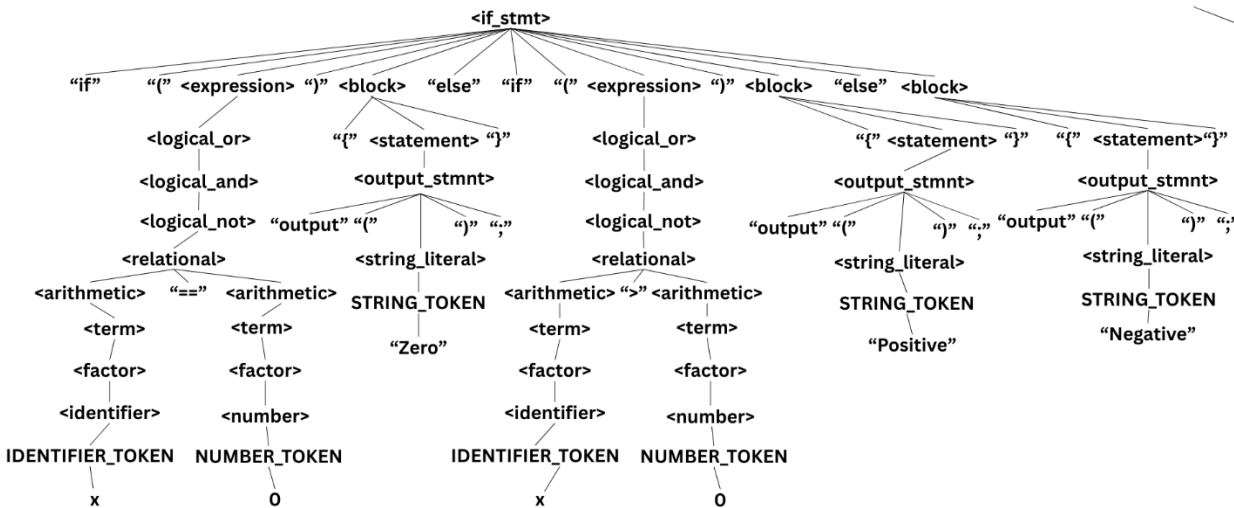 <if_stmt>
“if” “(” <expression> “)” <block> “else” “if” “(” <expression> “)” <block> “else” <block>
<logical_or> “{” <statement> “}” <logical_or> “{” <statement> “}” “{” <statement> “}”
<logical_and> <output_stmnt> <logical_and> <output_stmnt> <output_stmnt>
<logical_not> “output” “(” “)” “;” <logical_not> “output” “(” “)” “;” “output” “(” “)” “;”
<relational> <string_literal> <relational> <string_literal> <string_literal>
<arithmetic> “==” <arithmetic> STRING_TOKEN <arithmetic> “>” <arithmetic> STRING_TOKEN STRING_TOKEN
<term> <term> “Zero” <term> <term> “Positive” “Negative”
<factor> <factor> <factor> <factor>
<identifier> <number> <identifier> <number>
IDENTIFIER_TOKEN NUMBER_TOKEN IDENTIFIER_TOKEN NUMBER_TOKEN
x 0 x 0